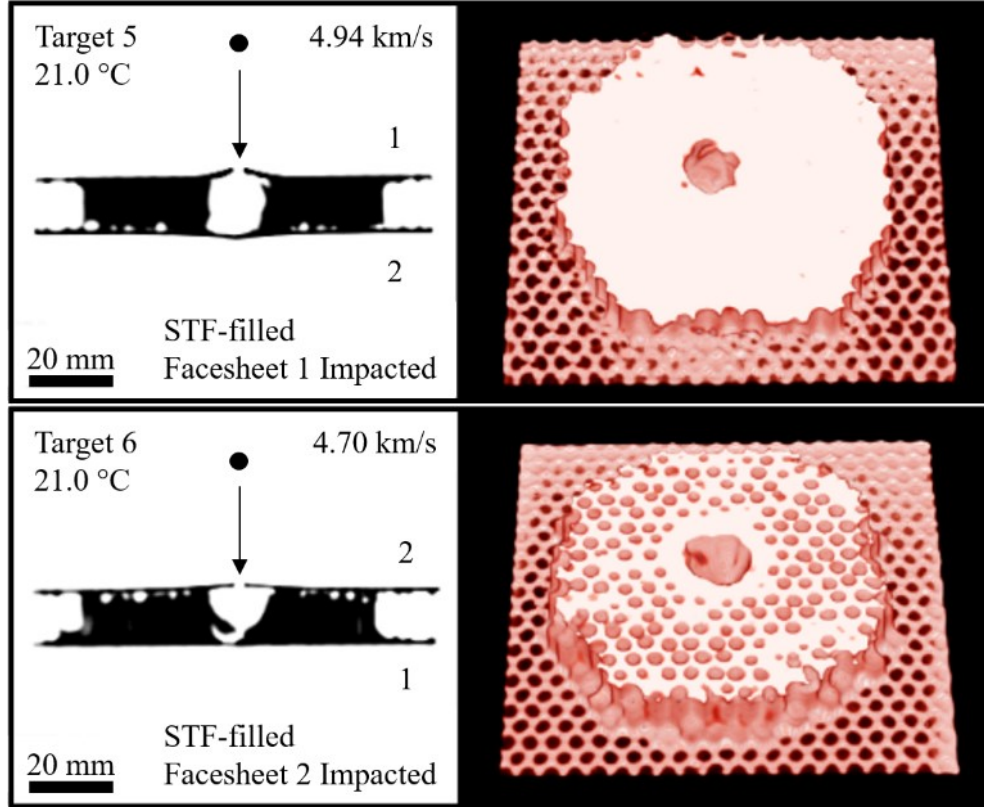 Target 5 4.94 km/s
21.0 °C
1
2
STF-filled
20 mm Facesheet 1 Impacted
Target 6 4.70 km/s
21.0 °C
2
1
STF-filled
20 mm Facesheet 2 Impacted